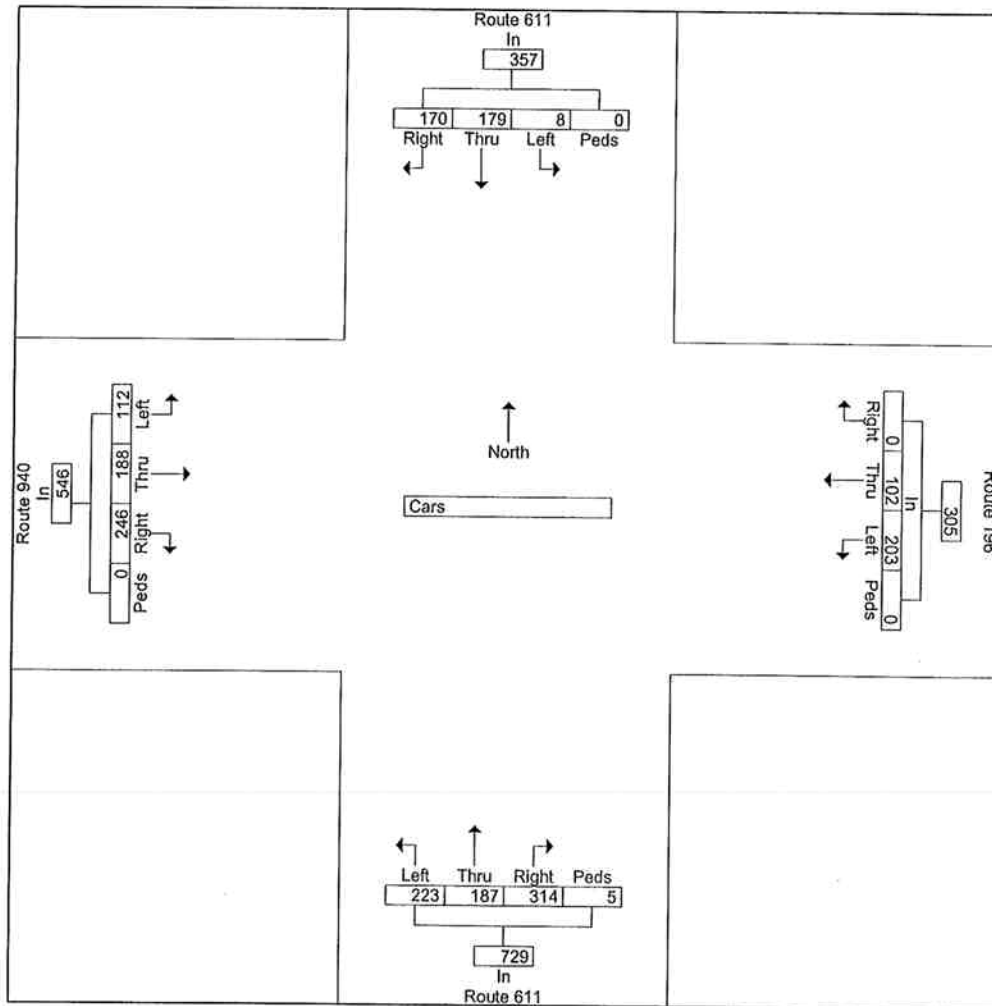 Route 611
In
357
170 179 8 0
Right Thru Left Peds
Route 940
In
546
112 188 246 0
Left Thru Right Peds
North
Cars
Right Thru Left Peds
0 102 203 0
In
305
Route 196
Left Thru Right Peds
223 187 314 5
729
In
Route 611